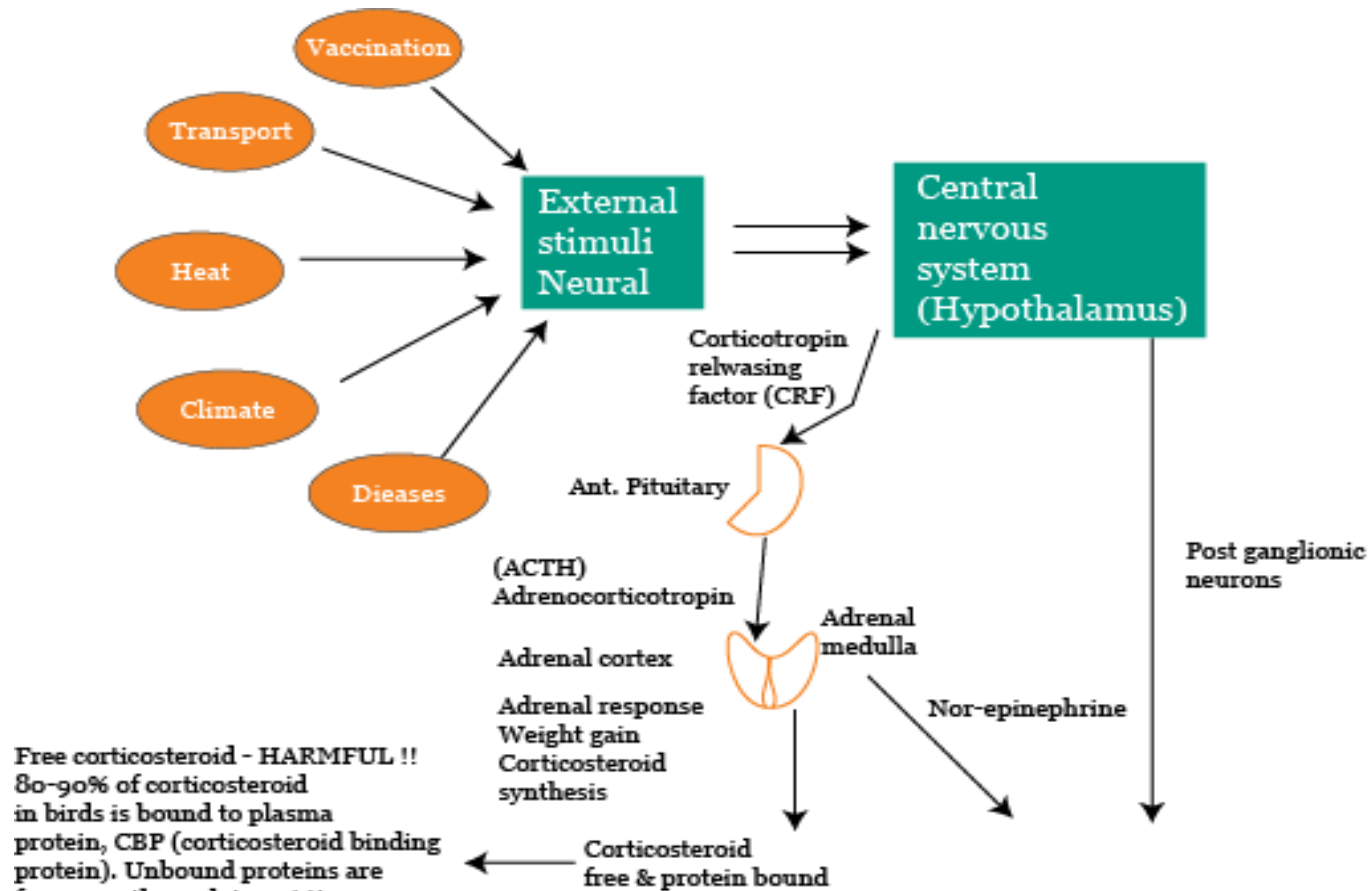 Vaccination
Transport
Heat
Climate
Dieases
External
stimuli
Neural
Central
nervous
system
(Hypothalamus)
Corticotropin
relwasing
factor (CRF)
Ant. Pituitary
(ACTH)
Adrenocorticotropin
Adrenal cortex
Adrenal
medulla
Adrenal response
Weight gain
Corticosteroid
synthesis
Nor-epinephrine
Post ganglionic
neurons
Corticosteroid
free & protein bound
Free corticosteroid - HARMFUL !!
80-90% of corticosteroid
in birds is bound to plasma
protein, CBP (corticosteroid binding
protein). Unbound proteins are